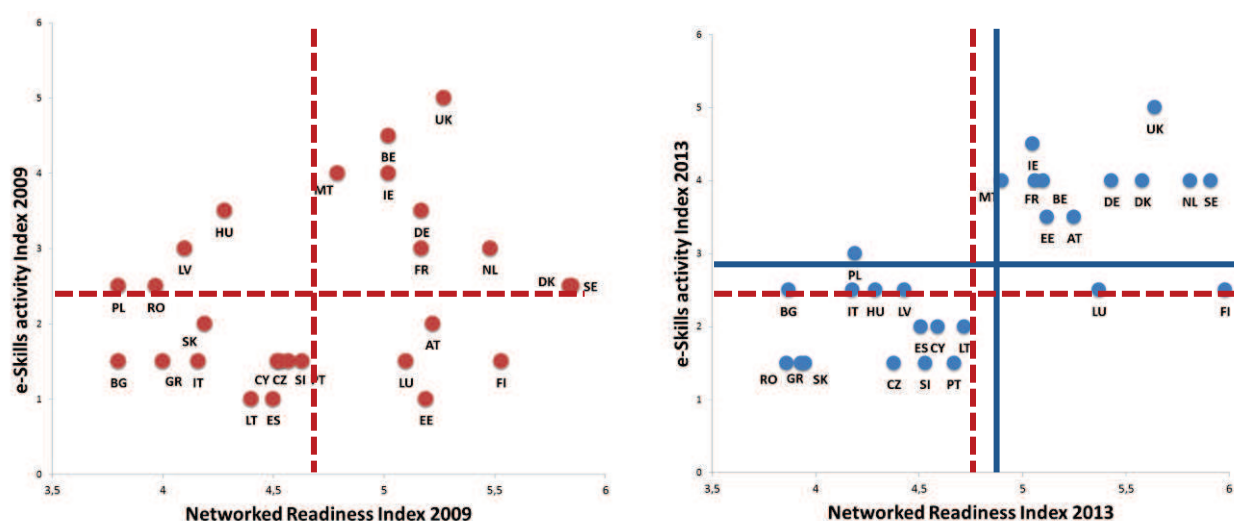 6
5
4
3
2
1
0
e-Skills activity Index 2009
UK
BE
MT
IE
HU
DE
LV
FR
NL
DK
SE
PL
RO
SK
AT
BG
GR
IT
CY
CZ
SI
PT
LU
FI
LT
ES
EE
3,5
4
4,5
5
5,5
6
Networked Readiness Index 2009
6
5
4
3
2
1
0
e-Skills activity Index 2013
UK
IE
MT
FR
BE
DE
DK
NL
SE
EE
AT
PL
BG
IT
HU
LV
LU
FI
ES
CY
LT
RO
GR
SK
CZ
SI
PT
3,5
4
4,5
5
5,5
6
Networked Readiness Index 2013